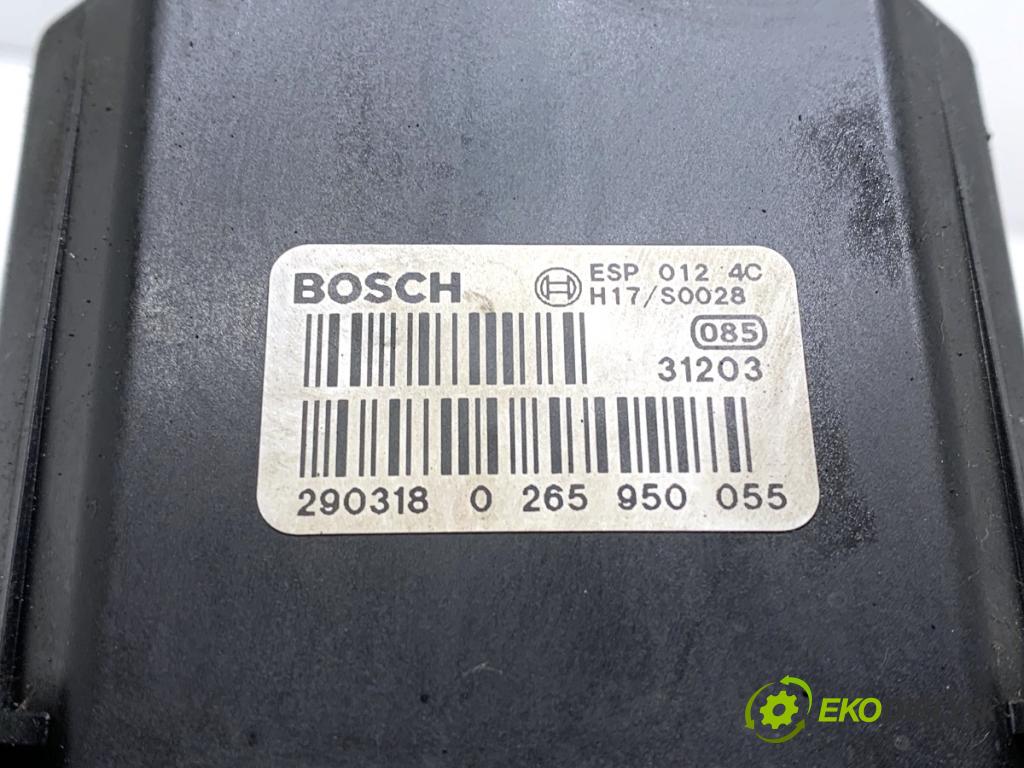 BOSCH
ESP 012 4C
H17/S0028
085
31203
290318 0 265 950 055
EKO